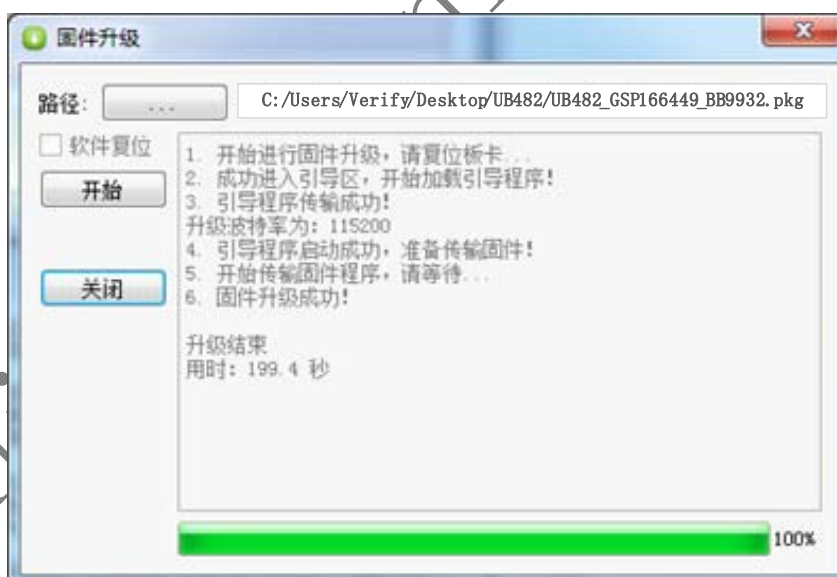 固件升级
路径: ... C:/Users/Verify/Desktop/UB482/UB482_GSP166449_BB9932.pkg
软件复位
开始
关闭
1. 开始进行固件升级，请复位板卡...
2. 成功进入引导区，开始加载引导程序!
3. 引导程序传输成功!
升级波特率为: 115200
4. 引导程序启动成功，准备传输固件!
5. 开始传输固件程序，请等待...
6. 固件升级成功!
升级结束
用时: 199.4 秒
100%